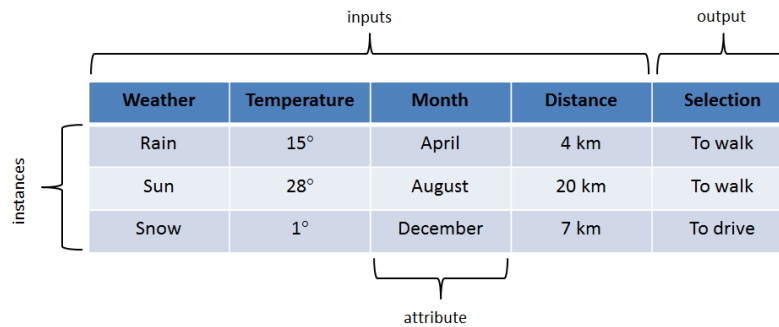 inputs output
Weather Temperature Month Distance Selection
Rain 15° April 4 km To walk
Sun 28° August 20 km To walk
Snow 1° December 7 km To drive
instances
attribute